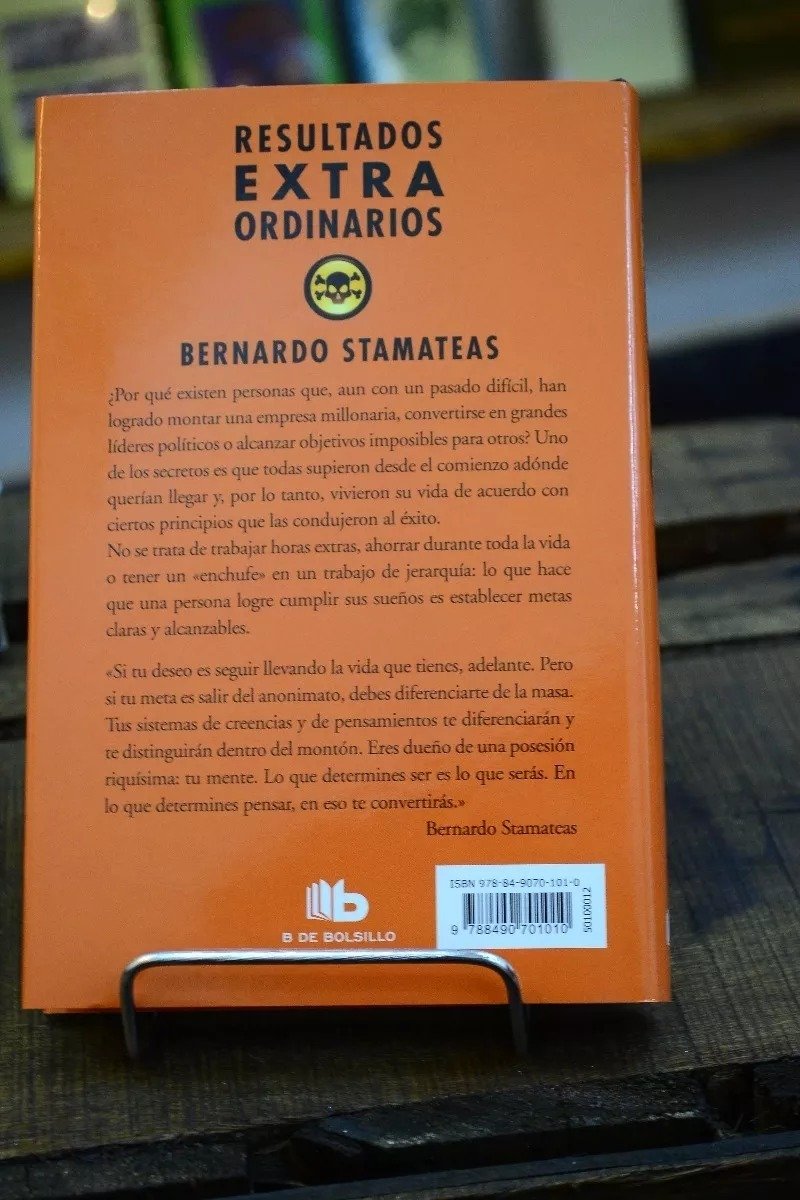 RESULTADOS
EXTRA
ORDINARIOS
BERNARDO STAMATEAS
¿Por qué existen personas que, aun con un pasado difícil, han
logrado montar una empresa millonaria, convertirse en grandes
líderes políticos o alcanzar objetivos imposibles para otros? Uno
de los secretos es que todas supieron desde el comienzo adónde
querían llegar y, por lo tanto, vivieron su vida de acuerdo con
ciertos principios que las condujeron al éxito.
No se trata de trabajar horas extras, ahorrar durante toda la vida
o tener un «enchufe» en un trabajo de jerarquía: lo que hace
que una persona logre cumplir sus sueños es establecer metas
claras y alcanzables.
«Si tu deseo es seguir llevando la vida que tienes, adelante. Pero
si tu meta es salir del anonimato, debes diferenciarte de la masa.
Tus sistemas de creencias y de pensamientos te diferenciarán y
te distinguirán dentro del montón. Eres dueño de una posesión
riquísima: tu mente. Lo que determines ser es lo que serás. En
lo que determines pensar, en eso te convertirás.»
Bernardo Stamateas
b
B DE BOLSILLO
ISBN 978-84-9070-101-0
9 788490 701010
50100012